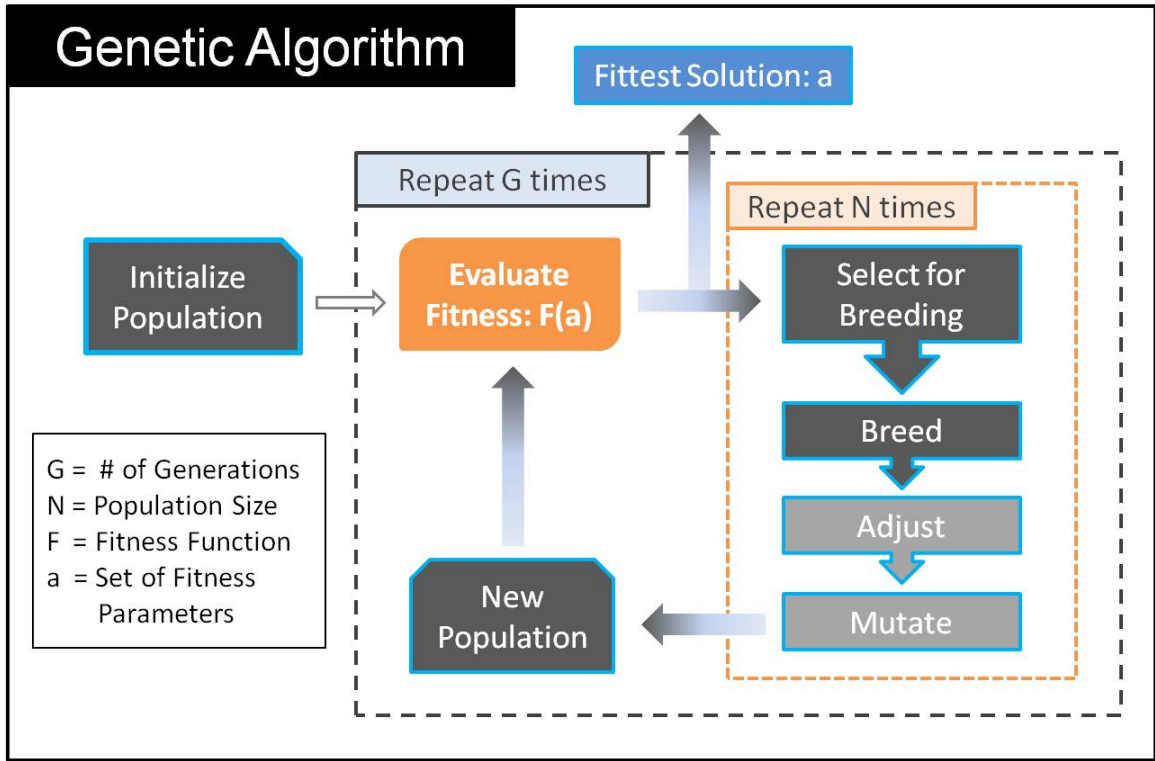 Genetic Algorithm
Fittest Solution: a
Repeat G times
Repeat N times
Initialize
Population
Evaluate
Fitness: F(a)
Select for
Breeding
Breed
Adjust
Mutate
New
Population
G = # of Generations
N = Population Size
F = Fitness Function
a = Set of Fitness
Parameters